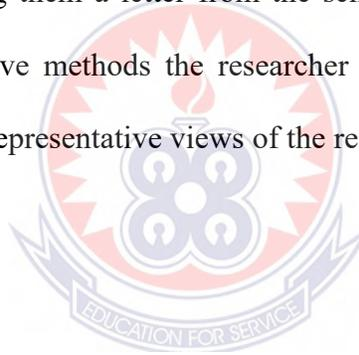 them a letter from the
ve methods the researcher
epresentative views of the re
EDUCATION FOR SERVICE